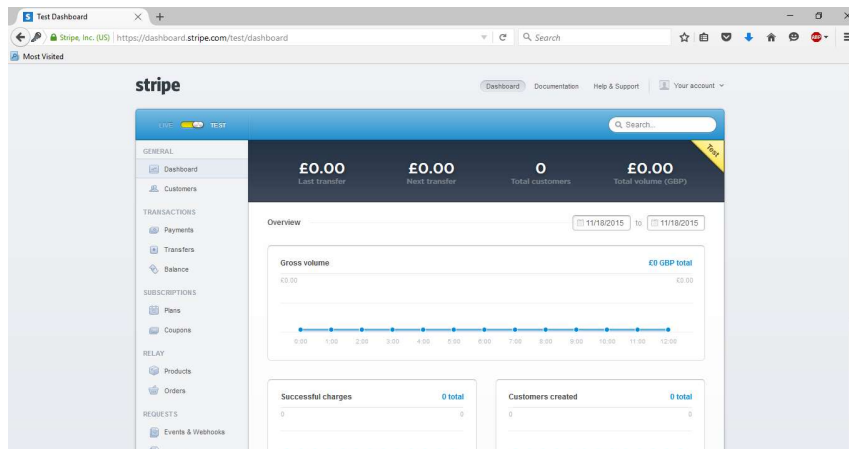 Test Dashboard
Stripe, Inc. (US) https://dashboard.stripe.com/test/dashboard
Search
ABP
Most Visited
stripe
Dashboard Documentation Help & Support Your account
LIVE TEST
Search...
Test
GENERAL
Dashboard
Customers
TRANSACTIONS
Payments
Transfers
Balance
SUBSCRIPTIONS
Plans
Coupons
RELAY
Products
Orders
REQUESTS
Events & Webhooks
£0.00 £0.00 0 £0.00
Last transfer Next transfer Total customers Total volume (GBP)
Overview 11/18/2015 to 11/18/2015
Gross volume £0 GBP total
£0.00 £0.00
0:00 1:00 2:00 3:00 4:00 5:00 6:00 7:00 8:00 9:00 10:00 11:00 12:00
Successful charges 0 total
0 0
Customers created 0 total
0 0